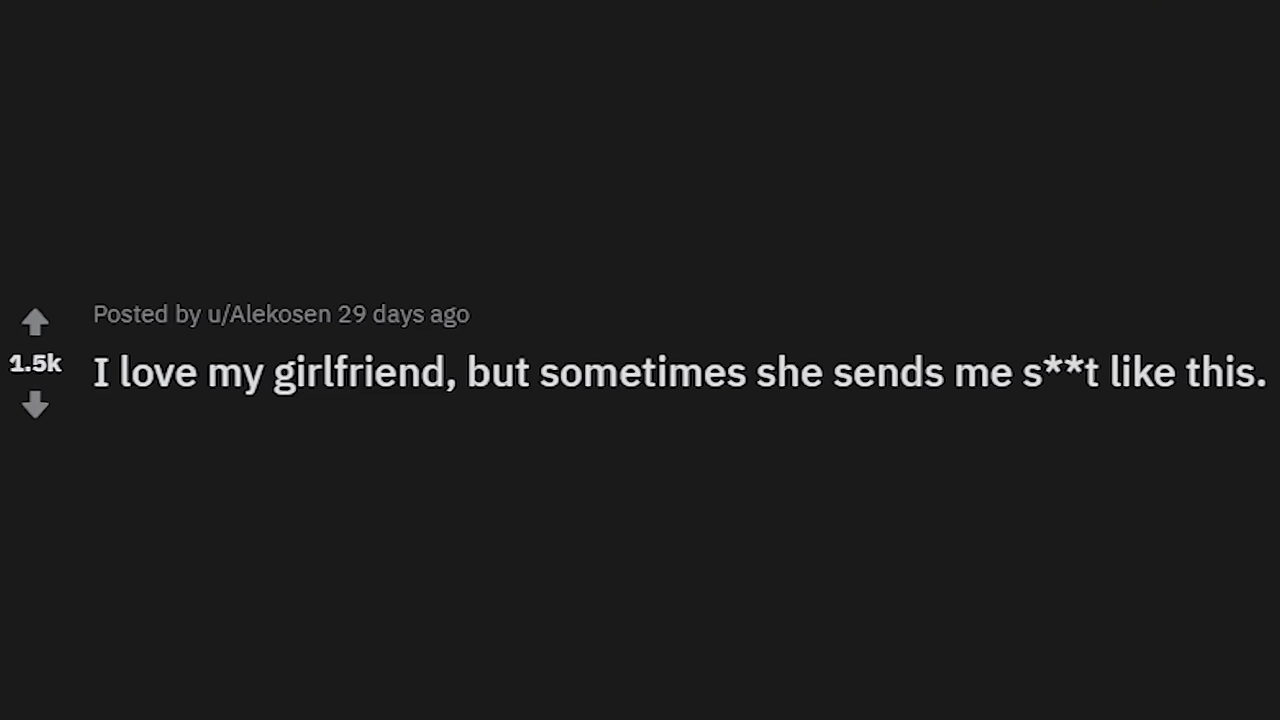 Posted by u/Alekosen 29 days ago
1.5k
I love my girlfriend, but sometimes she sends me s**t like this.